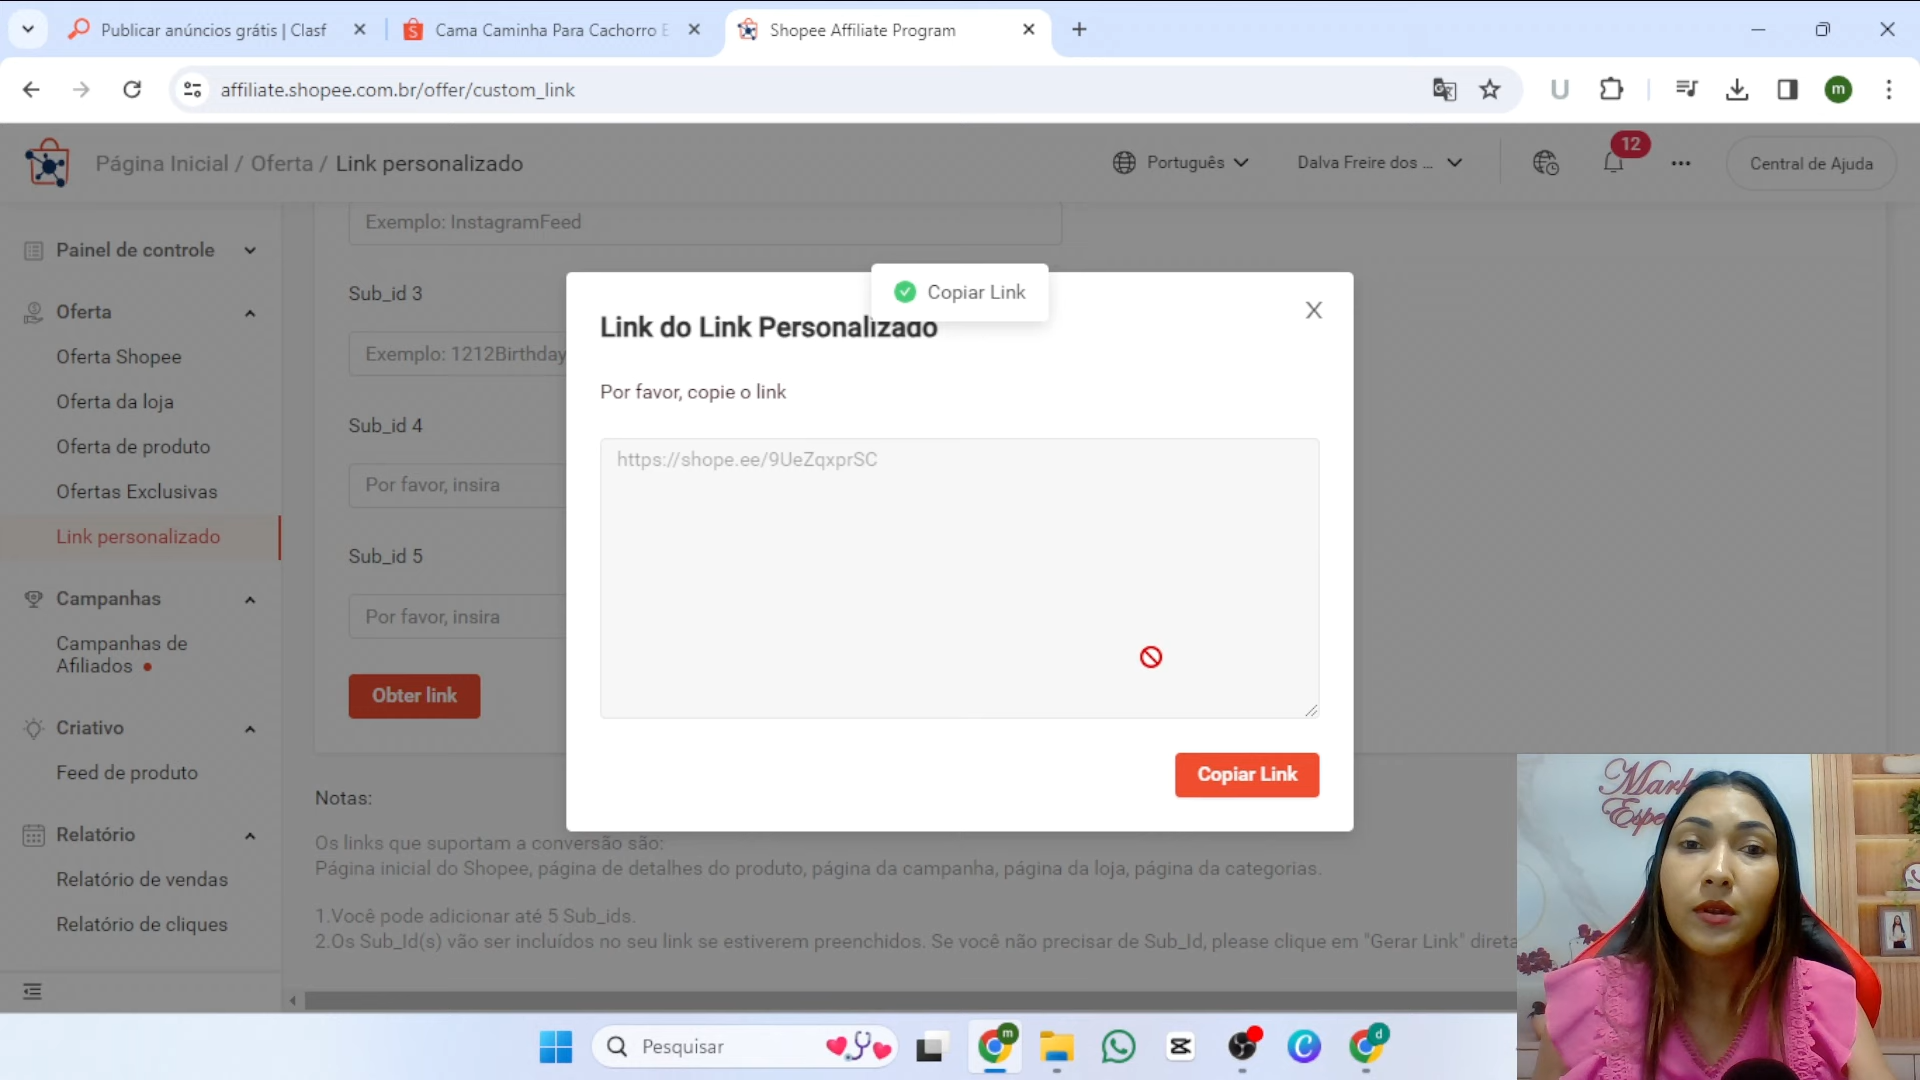 Publicar anúncios grátis | Clasf
Cama Caminha Para Cachorro E
Shopee Affiliate Program
affiliate.shopee.com.br/offer/custom_link
m
Página Inicial / Oferta / Link personalizado
Português
Dalva Freire dos ...
12
Central de Ajuda
Painel de controle
Oferta
Oferta Shopee
Oferta da loja
Oferta de produto
Ofertas Exclusivas
Link personalizado
Campanhas
Campanhas de
Afiliados
Criativo
Feed de produto
Relatório
Relatório de vendas
Relatório de cliques
Exemplo: InstagramFeed
Sub_id 3
Exemplo: 1212Birthday
Sub_id 4
Por favor, insira
Sub_id 5
Por favor, insira
Obter link
Copiar Link
Link do Link Personalizado
Por favor, copie o link
https://shope.ee/9UeZqxprSC
Copiar Link
Notas:
Os links que suportam a conversão são:
Página inicial do Shopee, página de detalhes do produto, página da campanha, página da loja, página da categorias.
1.Você pode adicionar até 5 Sub_ids.
2.Os Sub_Id(s) vão ser incluídos no seu link se estiverem preenchidos. Se você não precisar de Sub_Id, please clique em "Gerar Link" direta
Pesquisar
m
d